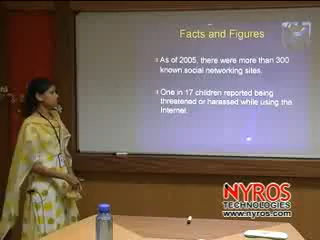 Facts and Figures
As of 2005, there were more than 300
known social networking sites.
One in 17 children reported being
threatened or harassed while using the
Internet.
NYROS
TECHNOLOGIES
www.nyros.com